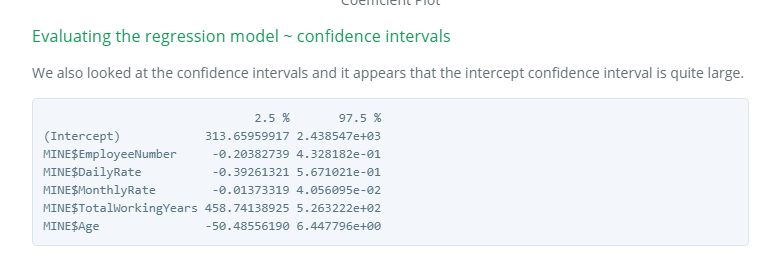 Coefficient Plot
Evaluating the regression model ~ confidence intervals
We also looked at the confidence intervals and it appears that the intercept confidence interval is quite large.
2.5 % 97.5 %
(Intercept) 313.65959917 2.438547e+03
MINE$EmployeeNumber -0.20382739 4.328182e-01
MINE$DailyRate -0.39261321 5.671021e-01
MINE$MonthlyRate -0.01373319 4.056095e-02
MINE$TotalWorkingYears 458.74138925 5.263222e+02
MINE$Age -50.48556190 6.447796e+00